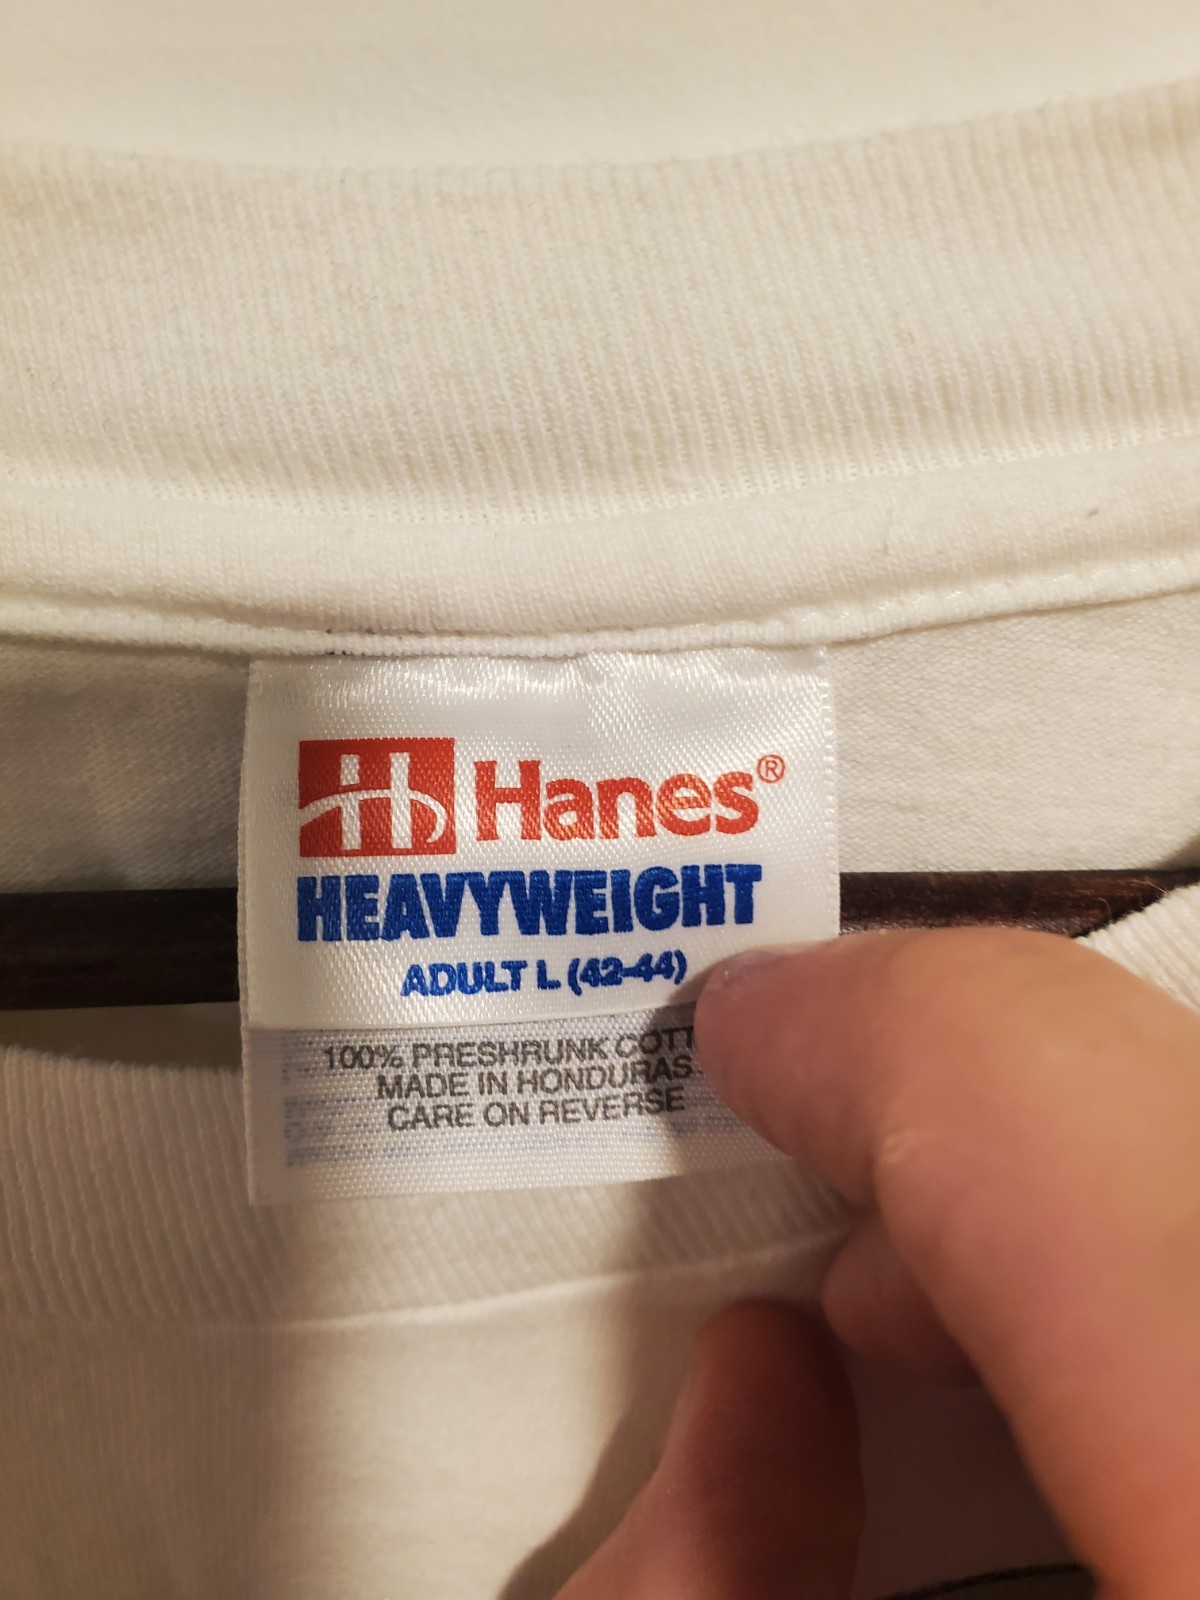 H Hanes®
HEAVYWEIGHT
ADULT L (42-44)
100% PRESHRUNK
MADE IN HONDURAS
CARE ON REVERSE